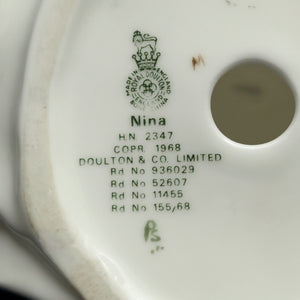 MADE IN ENGLAND
ROYAL DOULTON
Nina
H.N. 2347
COPR. 1968
DOULTON & CO. LIMITED
Rd No 936029
Rd No 52607
Rd No 11455
Rd No 155/68